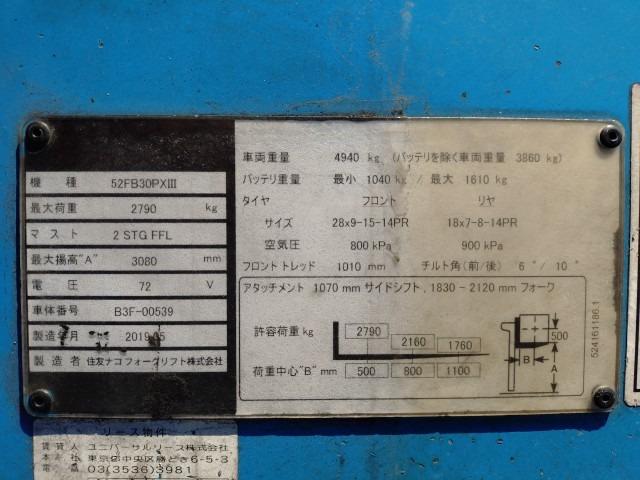 機 種 52FB30PXIII
最大荷重 2790 kg
マスト 2 STG FFL
最大揚高"A" 3080 mm
電 圧 72 V
車体番号 B3F-00539
製造年月 2019.05
製造者 住友ナコフォークリフト株式会社
車両重量 4940 kg (バッテリを除く車両重量 3860 kg)
バッテリ重量 最小 1040 kg / 最大 1610 kg
タイヤ フロント リヤ
サイズ 28x9-15-14PR 18x7-8-14PR
空気圧 800 kPa 900 kPa
フロントトレッド 1010 mm チルト角(前/後) 6 °/ 10 °
アタッチメント 1070 mm サイドシフト, 1830 - 2120 mm フォーク
許容荷重 kg 2790 2160 1760
荷重中心"B" mm 500 800 1100
500
B
A
524161186.1
リース物件
賃貸人 ユニバーサルリース株式会社
本 社 東京都中央区勝どき6-5-3
電 話 03(3536)3981